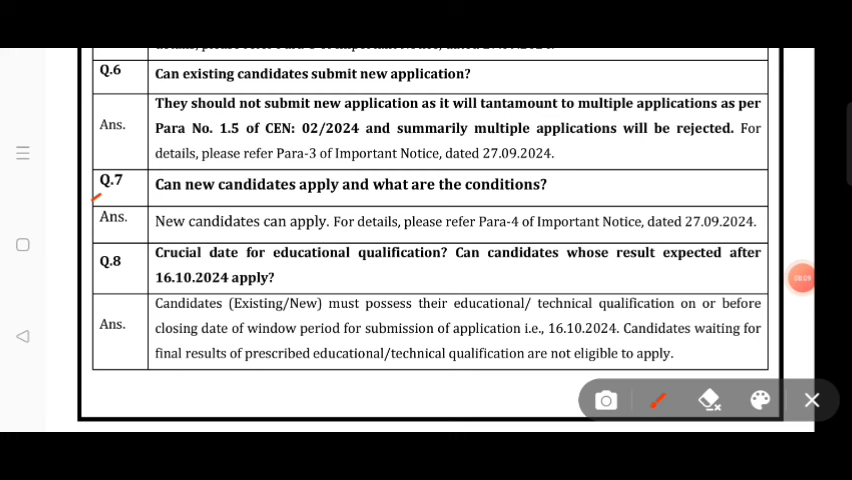 Q.6
Can existing candidates submit new application?
Ans.
They should not submit new application as it will tantamount to multiple applications as per
Para No. 1.5 of CEN: 02/2024 and summarily multiple applications will be rejected. For
details, please refer Para-3 of Important Notice, dated 27.09.2024.
Q.7
Can new candidates apply and what are the conditions?
Ans.
New candidates can apply. For details, please refer Para-4 of Important Notice, dated 27.09.2024.
Q.8
Crucial date for educational qualification? Can candidates whose result expected after
16.10.2024 apply?
Ans.
Candidates (Existing/New) must possess their educational/ technical qualification on or before
closing date of window period for submission of application i.e., 16.10.2024. Candidates waiting for
final results of prescribed educational/technical qualification are not eligible to apply.
08:09